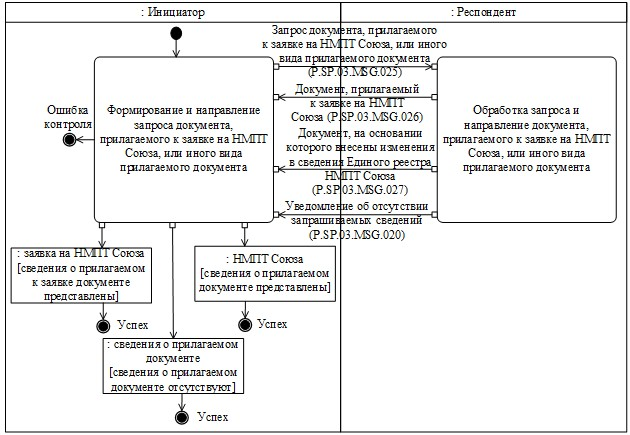 : Инициатор
: Респондент
Запрос документа, прилагаемого
к заявке на НМПТ Союза, или иного
вида прилагаемого документа
(P.SP.03.MSG.025)
Документ, прилагаемый
к заявке на НМПТ
Союза (P.SP.03.MSG.026)
Документ, на основании
которого внесены изменения
в сведения Единого реестра
НМПТ Союза
(P.SP.03.MSG.027)
Уведомление об отсутствии
запрашиваемых сведений
(P.SP.03.MSG.020)
Ошибка
контроля
Формирование и направление
запроса документа,
прилагаемого к заявке на НМПТ
Союза, или иного вида
прилагаемого документа
Обработка запроса и
направление документа,
прилагаемого к заявке на НМПТ
Союза, или иного вида
прилагаемого документа
: заявка на НМПТ Союза
[сведения о прилагаемом
к заявке документе
представлены]
Успех
: НМПТ Союза
[сведения о прилагаемом
документе представлены]
Успех
: сведения о прилагаемом
документе
[сведения о прилагаемом
документе отсутствуют]
Успех